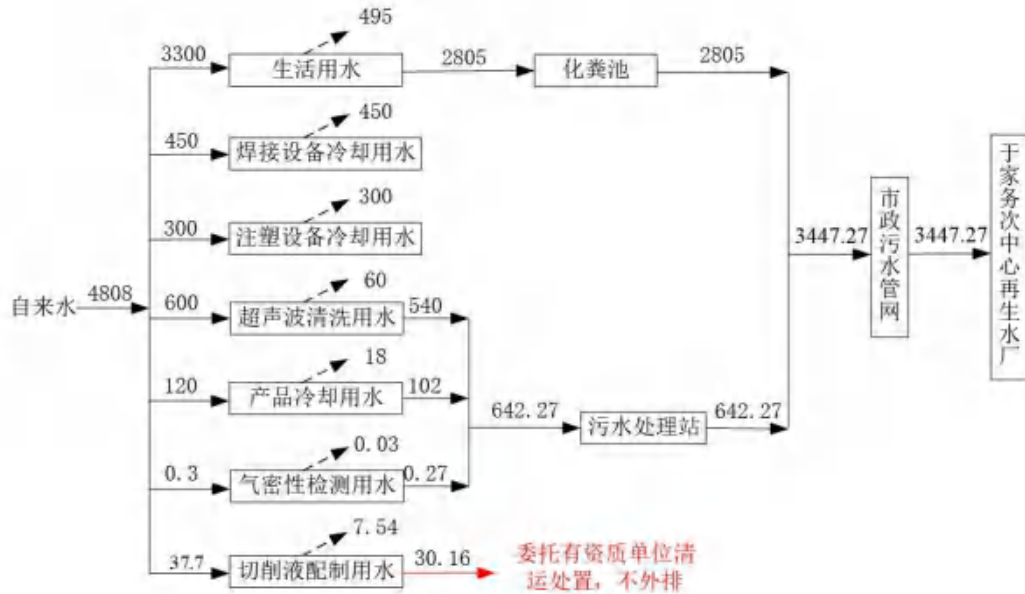 495
3300
生活用水
2805
化粪池
2805
450
450
焊接设备冷却用水
300
300
注塑设备冷却用水
自来水
4808
60
600
超声波清洗用水
540
18
120
产品冷却用水
102
0.03
0.3
气密性检测用水
0.27
642.27
污水处理站
642.27
7.54
37.7
切削液配制用水
30.16
委托有资质单位清
运处置，不外排
3447.27
市政污水管网
3447.27
于家务次中心再生水厂